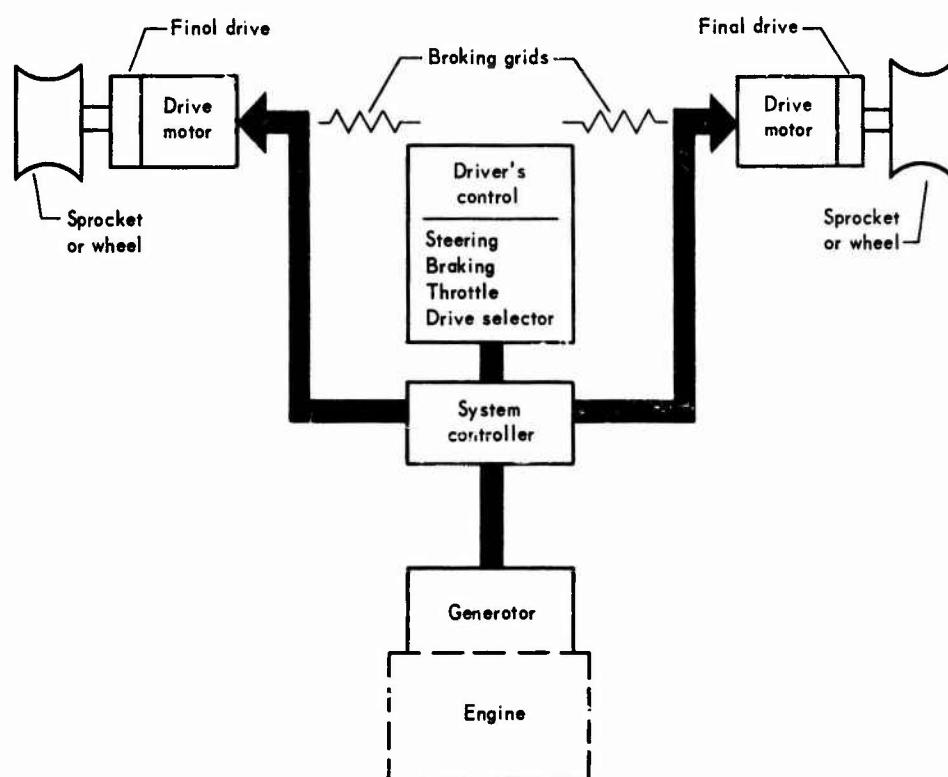 Finol drive
Final drive
Broking grids
Drive
motor
Drive
motor
Driver's
control
Sprocket
or wheel
Sprocket
or wheel
Steering
Braking
Throttle
Drive selector
System
controller
Generotor
Engine